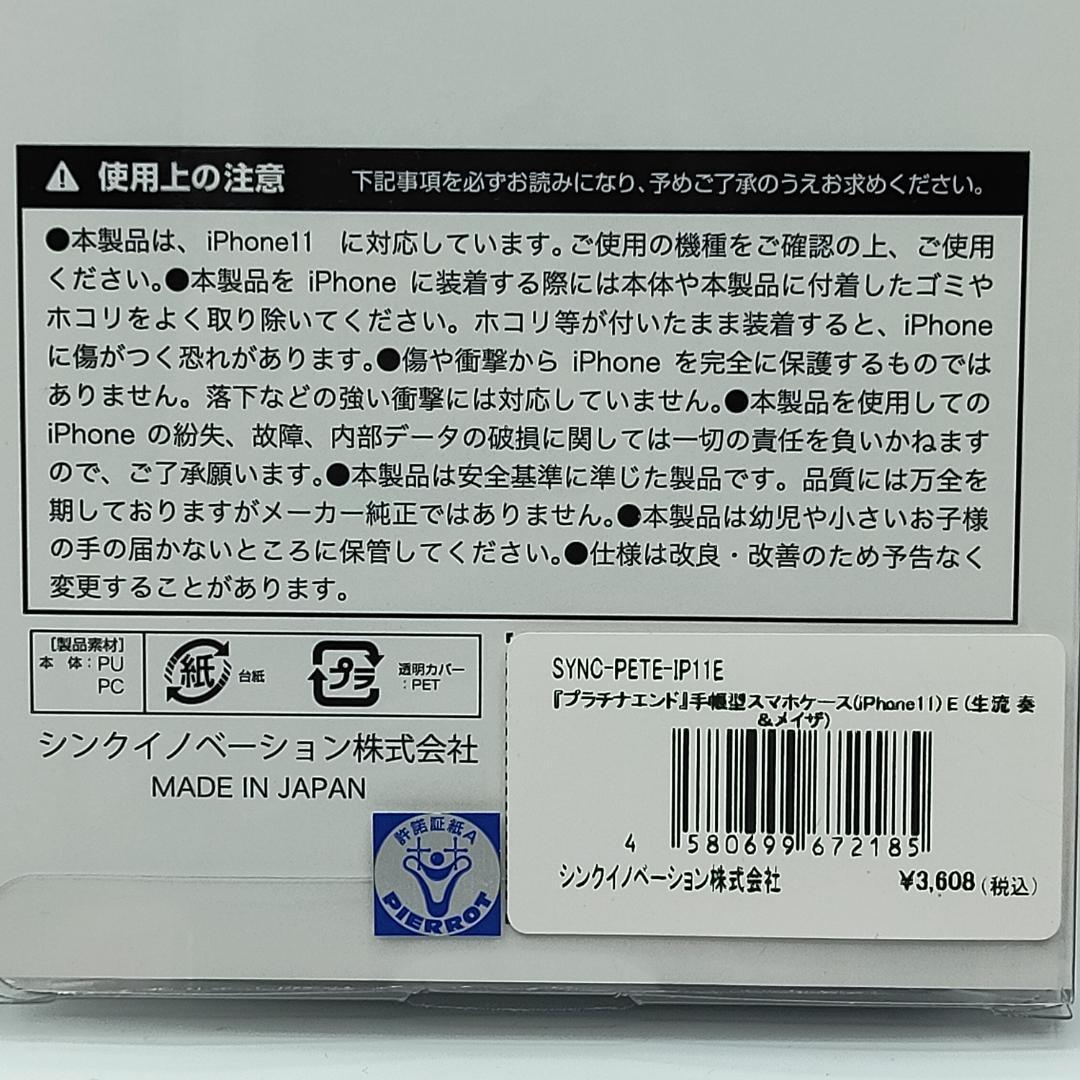 使用上の注意 下記事項を必ずお読みになり、予めご了承のうえお求めください。
●本製品は、iPhone11 に対応しています。ご使用の機種をご確認の上、ご使用
ください。●本製品を iPhone に装着する際には本体や本製品に付着したゴミや
ホコリをよく取り除いてください。ホコリ等が付いたまま装着すると、iPhone
に傷がつく恐れがあります。●傷や衝撃から iPhone を完全に保護するものでは
ありません。落下などの強い衝撃には対応していません。●本製品を使用しての
iPhone の紛失、故障、内部データの破損に関しては一切の責任を負いかねます
ので、ご了承願います。●本製品は安全基準に準じた製品です。品質には万全を
期しておりますがメーカー純正ではありません。●本製品は幼児や小さいお子様
の手の届かないところに保管してください。●仕様は改良・改善のため予告なく
変更することがあります。
[製品素材]
本 体:PU
PC
紙 台紙
プラ 透明カバー
:PET
シンクイノベーション株式会社
MADE IN JAPAN
許諾証紙A
PIERROT
SYNC-PETE-IP11E
『プラチナエンド』手帳型スマホケース(iPhone11) E (生流 奏
&メイザ)
4 580699 672185
シンクイノベーション株式会社 ¥3,608 (税込)